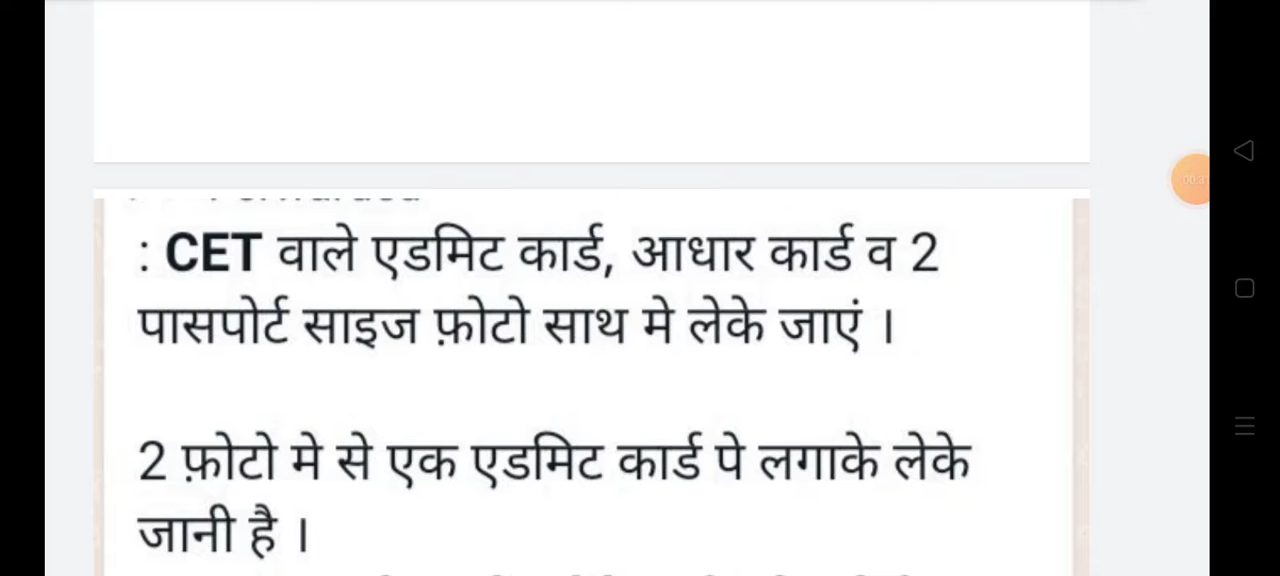 : CET वाले एडमिट कार्ड, आधार कार्ड व 2
पासपोर्ट साइज फ़ोटो साथ मे लेके जाएं ।
2 फ़ोटो मे से एक एडमिट कार्ड पे लगाके लेके
जानी है ।